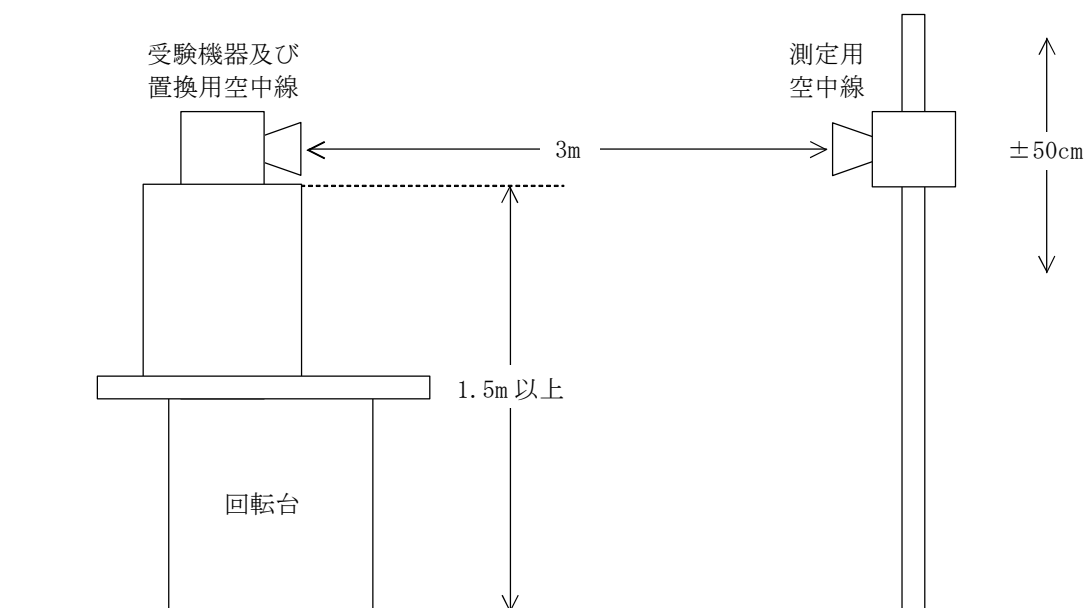 受験機器及び
置換用空中線
測定用
空中線
3m
±50cm
1.5m以上
回転台